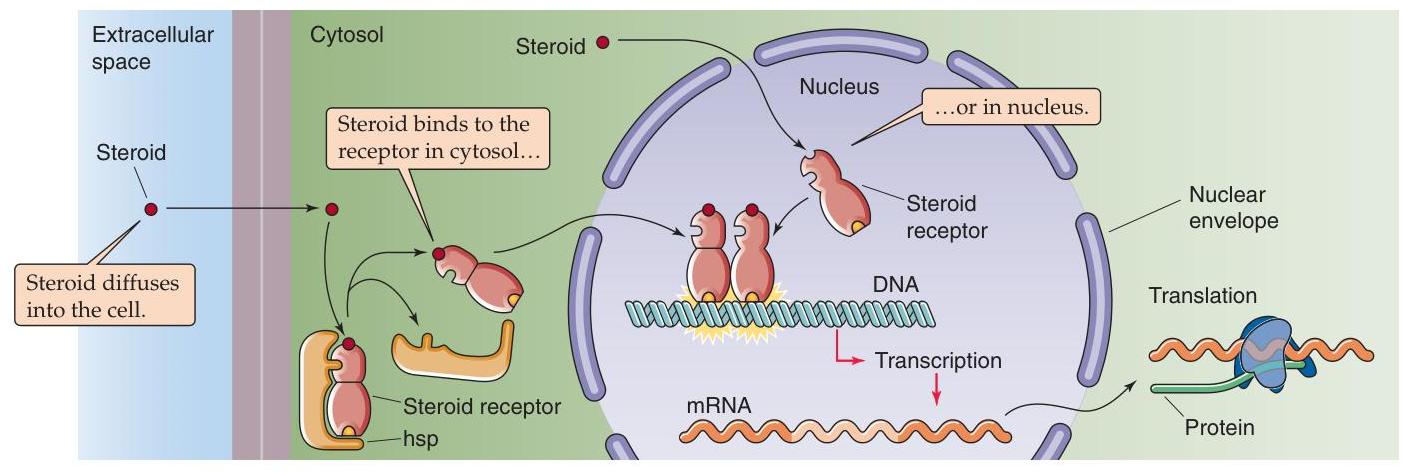 Extracellular
space
Cytosol
Steroid
Nucleus
…or in nucleus.
Steroid binds to the
receptor in cytosol…
Steroid
Steroid
receptor
Nuclear
envelope
Steroid diffuses
into the cell.
DNA
Translation
Transcription
Steroid receptor
hsp
mRNA
Protein